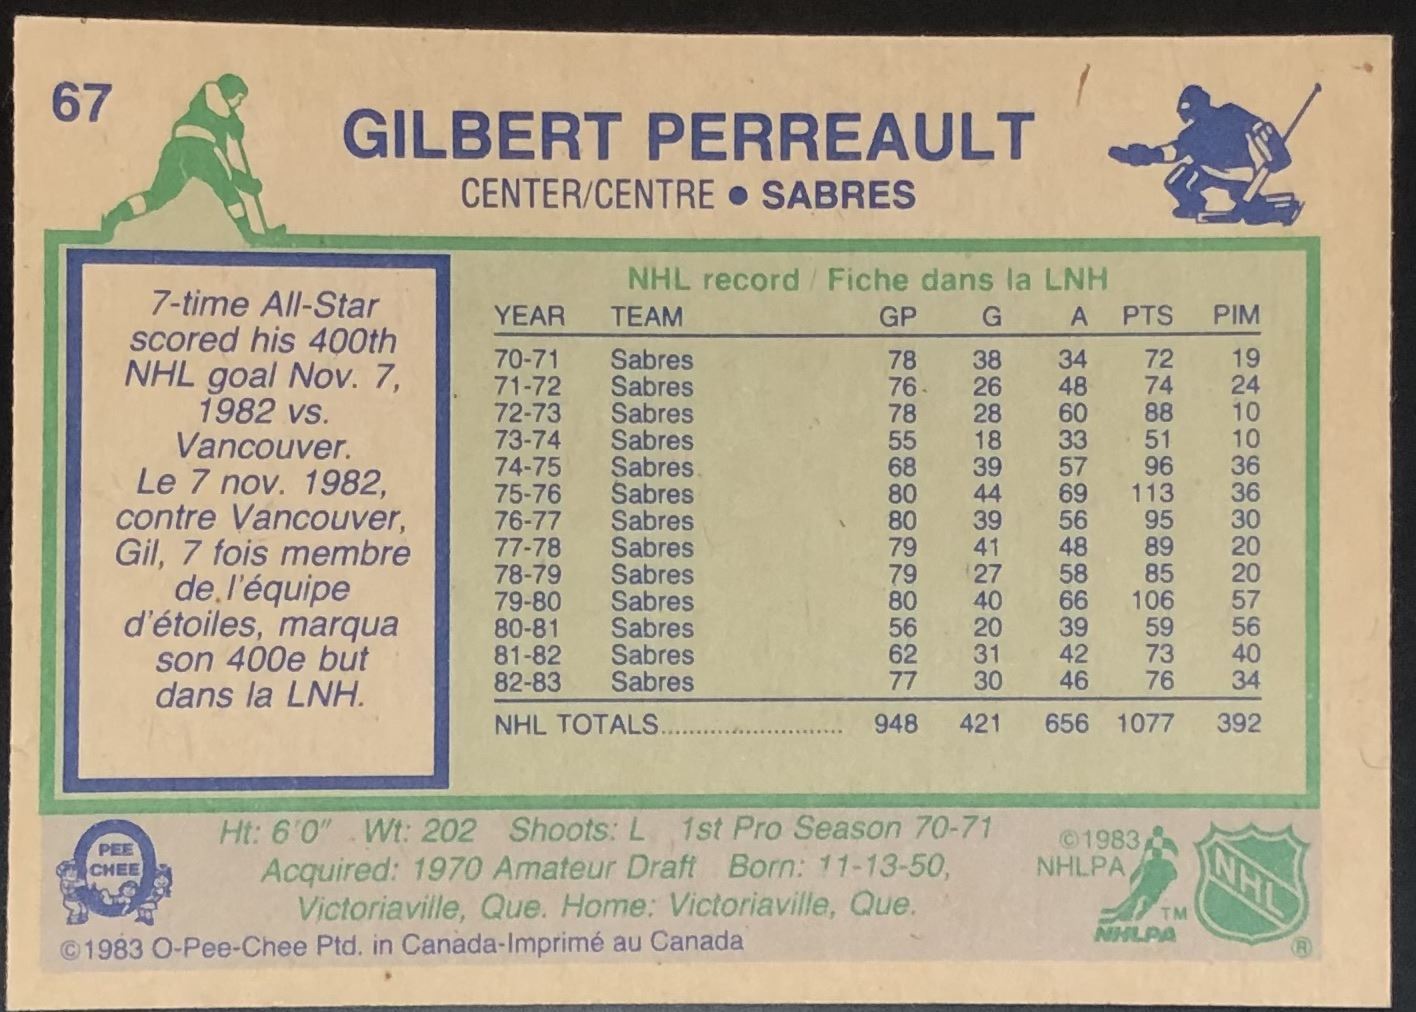 67
GILBERT PERREAULT
CENTER/CENTRE • SABRES
7-time All-Star
scored his 400th
NHL goal Nov. 7,
1982 vs.
Vancouver.
Le 7 nov. 1982,
contre Vancouver,
Gil, 7 fois membre
de l'équipe
d'étoiles, marqua
son 400e but
dans la LNH.
NHL record / Fiche dans la LNH
YEAR TEAM GP G A PTS PIM
70-71 Sabres 78 38 34 72 19
71-72 Sabres 76 26 48 74 24
72-73 Sabres 78 28 60 88 10
73-74 Sabres 55 18 33 51 10
74-75 Sabres 68 39 57 96 36
75-76 Sabres 80 44 69 113 36
76-77 Sabres 80 39 56 95 30
77-78 Sabres 79 41 48 89 20
78-79 Sabres 79 27 58 85 20
79-80 Sabres 80 40 66 106 57
80-81 Sabres 56 20 39 59 56
81-82 Sabres 62 31 42 73 40
82-83 Sabres 77 30 46 76 34
NHL TOTALS.......................... 948 421 656 1077 392
O
PEE
CHEE
Ht: 6'0" Wt: 202 Shoots: L 1st Pro Season 70-71
Acquired: 1970 Amateur Draft Born: 11-13-50,
Victoriaville, Que. Home: Victoriaville, Que.
©1983 O-Pee-Chee Ptd. in Canada-Imprimé au Canada
©1983
NHLPA
TM
NHLPA
NHL
®